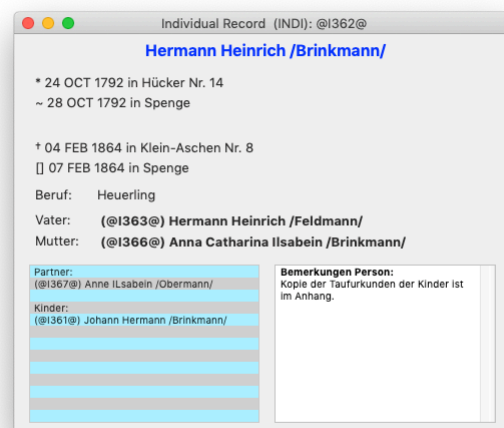 Individual Record (INDI): @I362@
Hermann Heinrich /Brinkmann/
* 24 OCT 1792 in Hücker Nr. 14
~ 28 OCT 1792 in Spenge
† 04 FEB 1864 in Klein-Aschen Nr. 8
[] 07 FEB 1864 in Spenge
Beruf: Heuerling
Vater: (@I363@) Hermann Heinrich /Feldmann/
Mutter: (@I366@) Anna Catharina Ilsabein /Brinkmann/
Partner:
(@I367@) Anne ILsabein /Obermann/
Kinder:
(@I361@) Johann Hermann /Brinkmann/
Bemerkungen Person:
Kopie der Taufurkunden der Kinder ist
im Anhang.